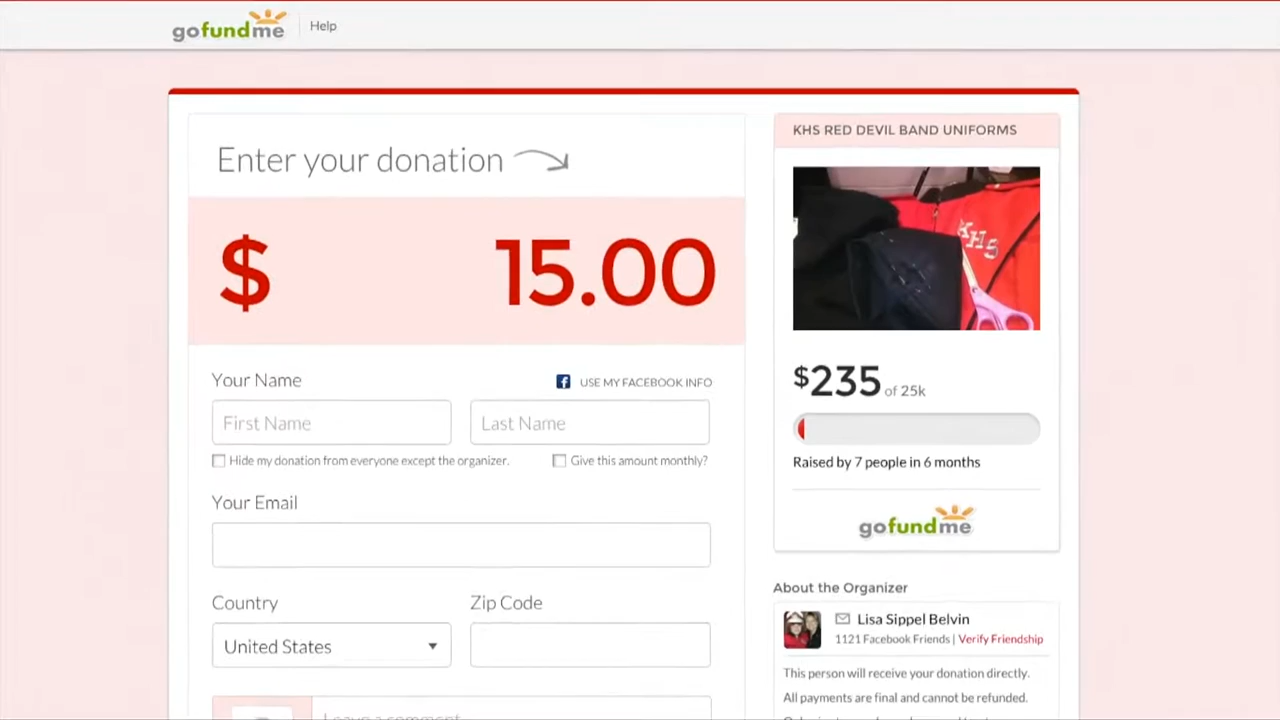 gofundme
Help
Enter your donation
$ 15.00
Your Name
USE MY FACEBOOK INFO
First Name
Last Name
Hide my donation from everyone except the organizer.
Give this amount monthly?
Your Email
Country
Zip Code
United States
Leave a comment
KHS RED DEVIL BAND UNIFORMS
KHS
$235 of 25k
Raised by 7 people in 6 months
gofundme
About the Organizer
Lisa Sippel Belvin
1121 Facebook Friends | Verify Friendship
This person will receive your donation directly.
All payments are final and cannot be refunded.